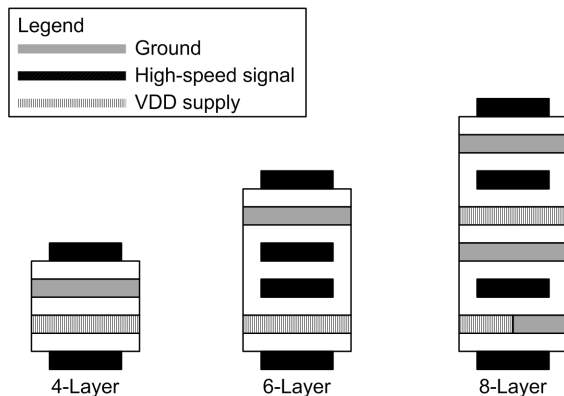 Legend
Ground
High-speed signal
VDD supply
4-Layer
6-Layer
8-Layer